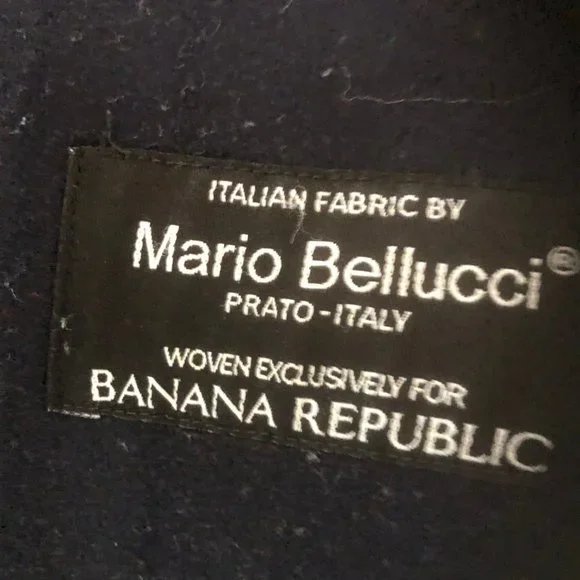 ITALIAN FABRIC BY
Mario Bellucci®
PRATO-ITALY
WOVEN EXCLUSIVELY FOR
BANANA REPUBLIC